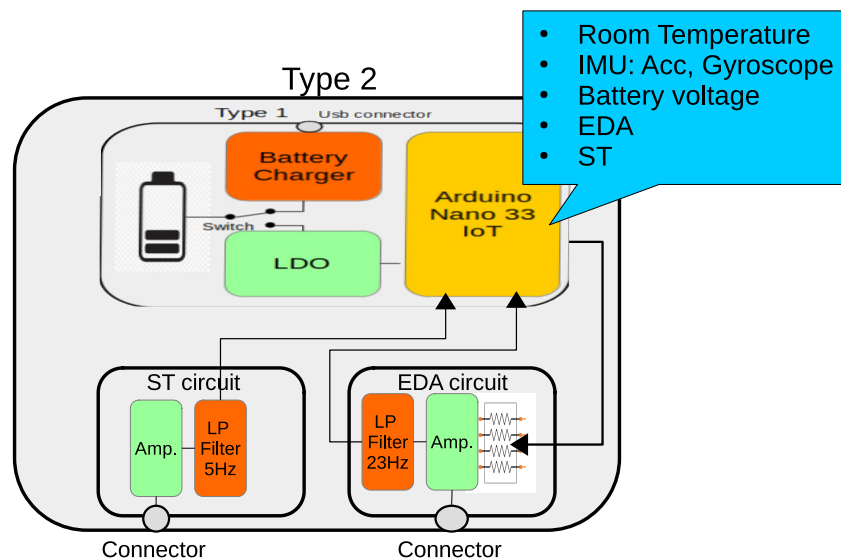 Type 2
• Room Temperature
• IMU: Acc, Gyroscope
• Battery voltage
• EDA
• ST
Type 1
Usb connector
Battery
Charger
Switch
LDO
Arduino
Nano 33
IoT
ST circuit
Amp.
LP
Filter
5Hz
EDA circuit
LP
Filter
23Hz
Amp.
Connector
Connector